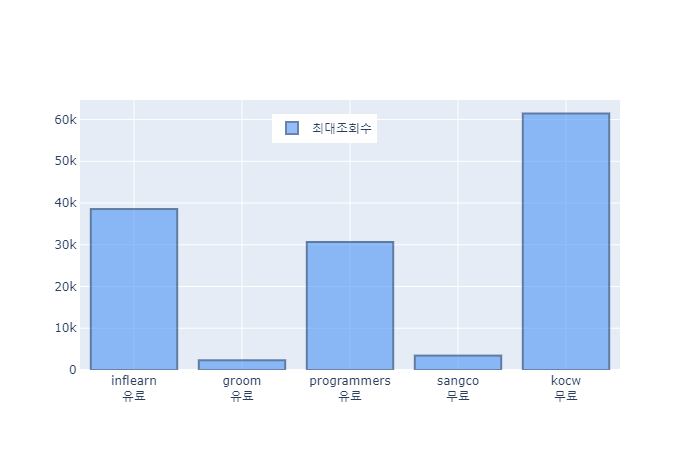 최대조회수
60k
50k
40k
30k
20k
10k
0
inflearn
유료
groom
유료
programmers
유료
sangco
무료
kocw
무료